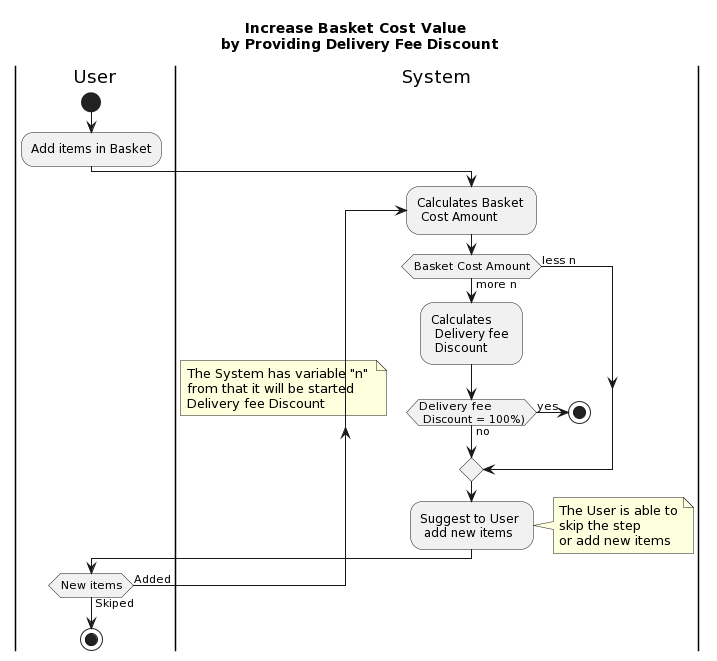 Increase Basket Cost Value
by Providing Delivery Fee Discount
User
System
Add items in Basket
Calculates Basket
Cost Amount
Basket Cost Amount
less n
more n
Calculates
Delivery fee
Discount
The System has variable "n"
from that it will be started
Delivery fee Discount
Delivery fee
Discount = 100%)
yes
no
Suggest to User
add new items
The User is able to
skip the step
or add new items
New items
Added
Skiped